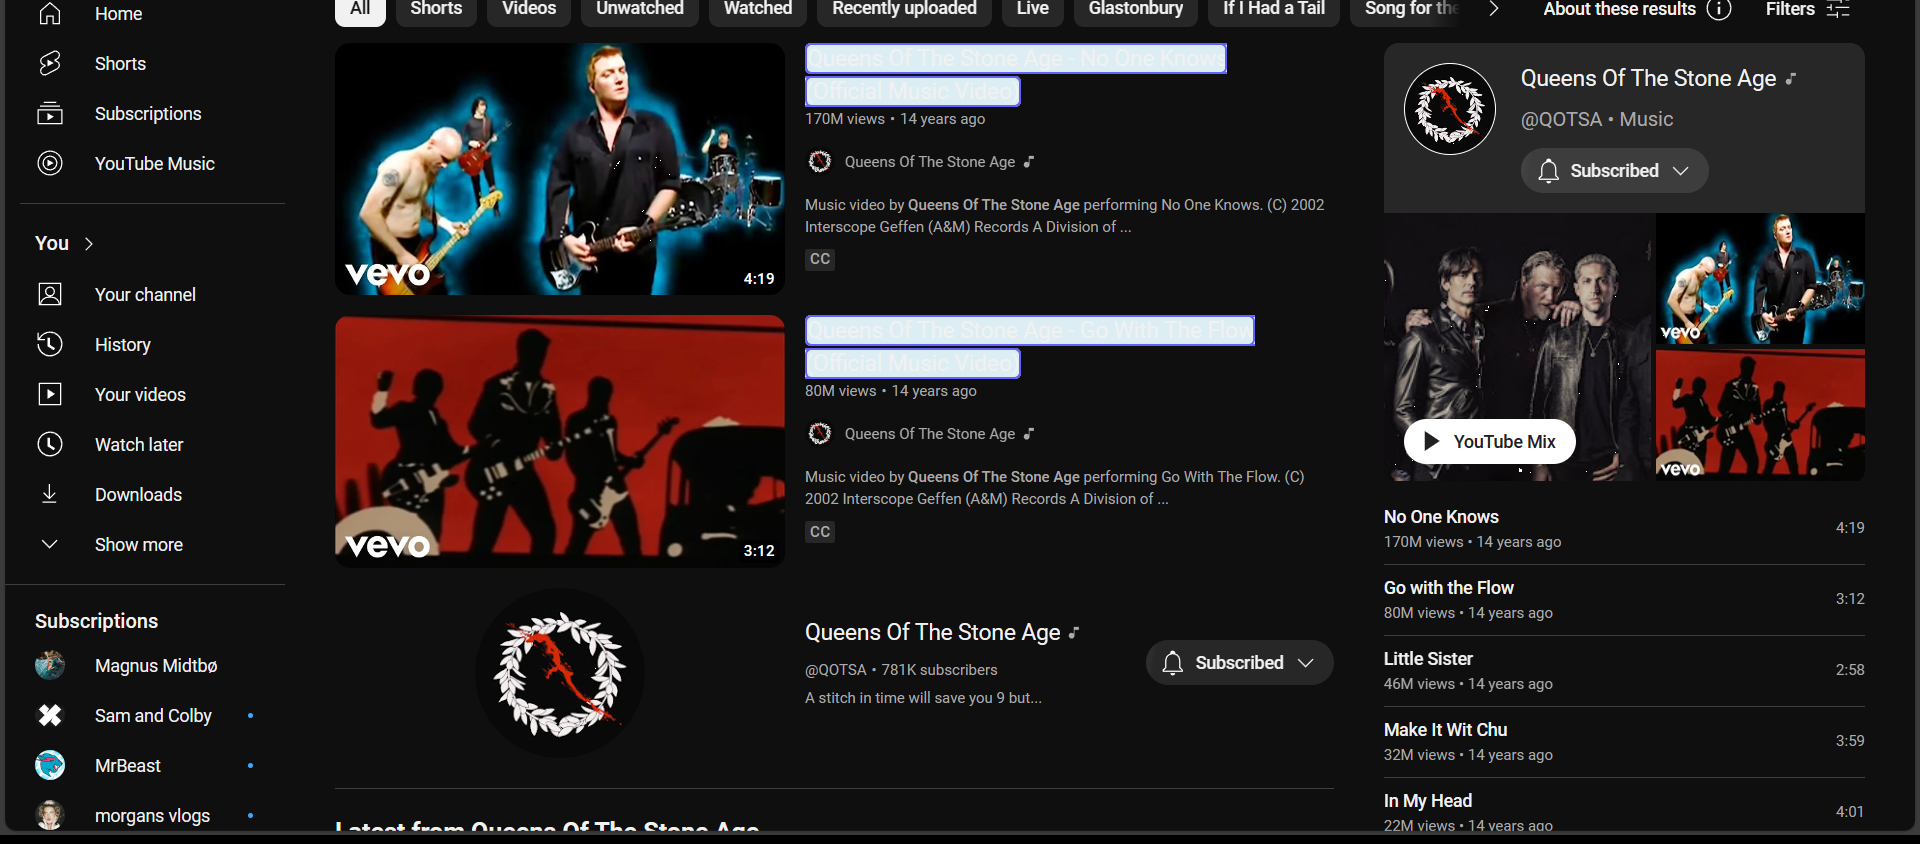 Home
Shorts
Subscriptions
YouTube Music
You
Your channel
History
Your videos
Watch later
Downloads
Show more
Subscriptions
Magnus Midtbø
Sam and Colby
MrBeast
morgans vlogs
All
Shorts
Videos
Unwatched
Watched
Recently uploaded
Live
Glastonbury
If I Had a Tail
Song for the
About these results
Filters
vevo
4:19
Queens Of The Stone Age - No One Knows
Official Music Video
170M views • 14 years ago
Queens Of The Stone Age
Music video by Queens Of The Stone Age performing No One Knows. (C) 2002
Interscope Geffen (A&M) Records A Division of ...
CC
vevo
3:12
Queens Of The Stone Age - Go With The Flow
Official Music Video
80M views • 14 years ago
Queens Of The Stone Age
Music video by Queens Of The Stone Age performing Go With The Flow. (C)
2002 Interscope Geffen (A&M) Records A Division of ...
CC
Queens Of The Stone Age
@QOTSA • 781K subscribers
A stitch in time will save you 9 but...
Subscribed
Latest from Queens Of The Stone Age
Queens Of The Stone Age
@QOTSA • Music
Subscribed
YouTube Mix
vevo
vevo
No One Knows
170M views • 14 years ago
4:19
Go with the Flow
80M views • 14 years ago
3:12
Little Sister
46M views • 14 years ago
2:58
Make It Wit Chu
32M views • 14 years ago
3:59
In My Head
22M views • 14 years ago
4:01